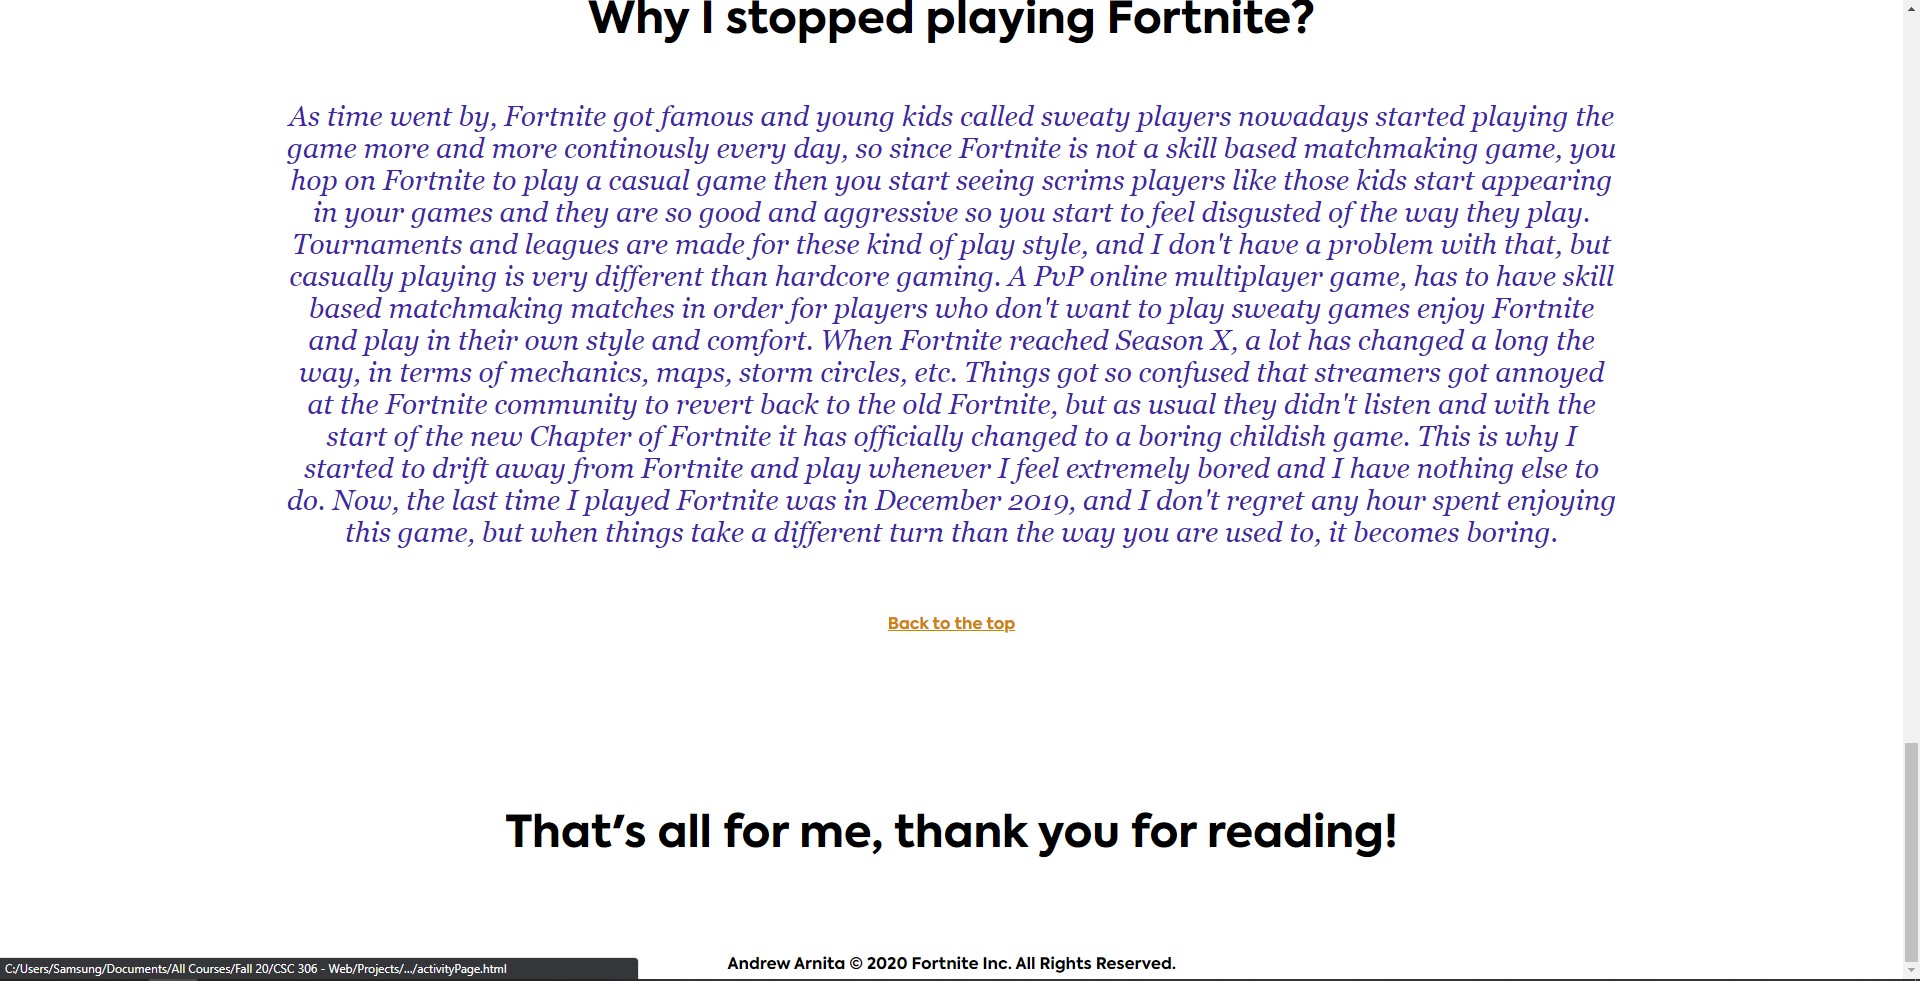 Why I stopped playing Fortnite?
As time went by, Fortnite got famous and young kids called sweaty players nowadays started playing the
game more and more continously every day, so since Fortnite is not a skill based matchmaking game, you
hop on Fortnite to play a casual game then you start seeing scrims players like those kids start appearing
in your games and they are so good and aggressive so you start to feel disgusted of the way they play.
Tournaments and leagues are made for these kind of play style, and I don't have a problem with that, but
casually playing is very different than hardcore gaming. A PvP online multiplayer game, has to have skill
based matchmaking matches in order for players who don't want to play sweaty games enjoy Fortnite
and play in their own style and comfort. When Fortnite reached Season X, a lot has changed a long the
way, in terms of mechanics, maps, storm circles, etc. Things got so confused that streamers got annoyed
at the Fortnite community to revert back to the old Fortnite, but as usual they didn't listen and with the
start of the new Chapter of Fortnite it has officially changed to a boring childish game. This is why I
started to drift away from Fortnite and play whenever I feel extremely bored and I have nothing else to
do. Now, the last time I played Fortnite was in December 2019, and I don't regret any hour spent enjoying
this game, but when things take a different turn than the way you are used to, it becomes boring.
Back to the top
That's all for me, thank you for reading!
Andrew Arnita © 2020 Fortnite Inc. All Rights Reserved.
C:/Users/Samsung/Documents/All Courses/Fall 20/CSC 306 - Web/Projects/.../activityPage.html